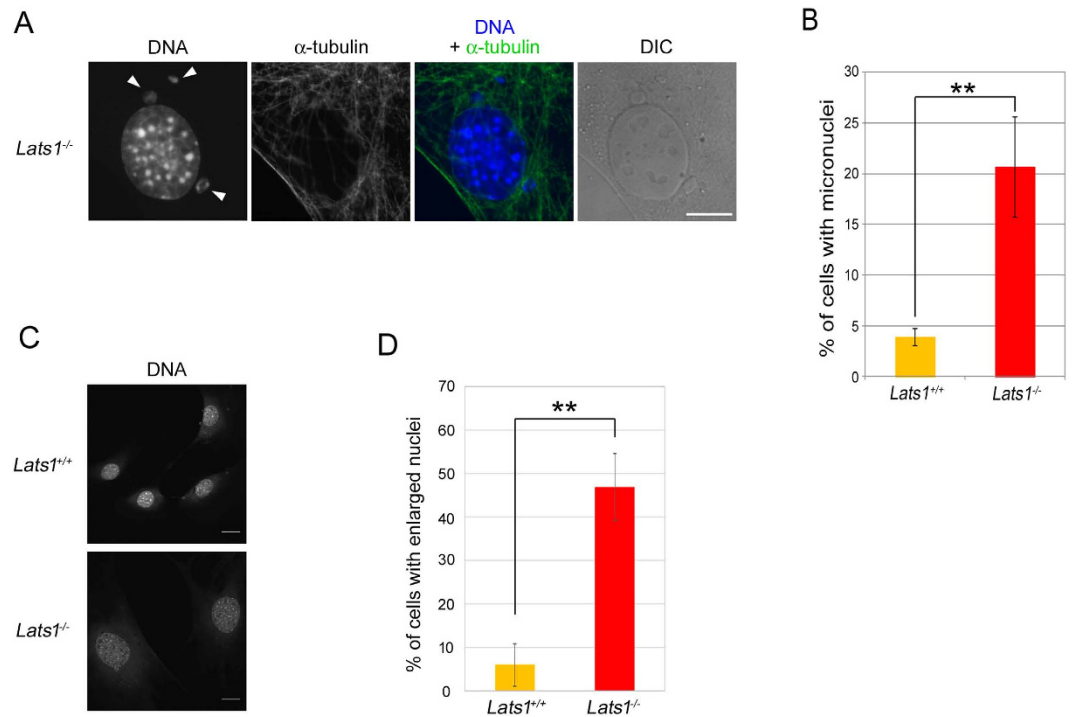 A
DNA
α-tubulin
DNA
+ α-tubulin
DIC
Lats1-/-
B
% of cells with micronuclei
30
25
20
15
10
5
0
**
Lats1+/+
Lats1-/-
C
DNA
Lats1+/+
Lats1-/-
D
% of cells with enlarged nuclei
70
60
50
40
30
20
10
0
**
Lats1+/+
Lats1-/-